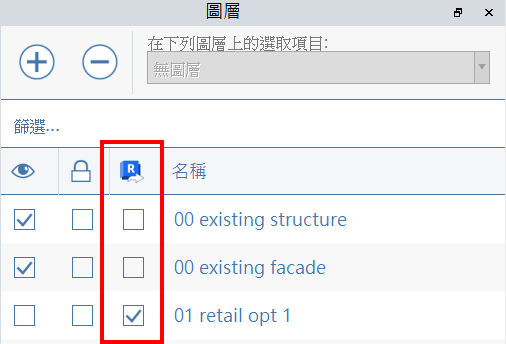 圖層
在下列圖層上的選取項目:
無圖層
篩選...
R 名稱
00 existing structure
00 existing facade
01 retail opt 1